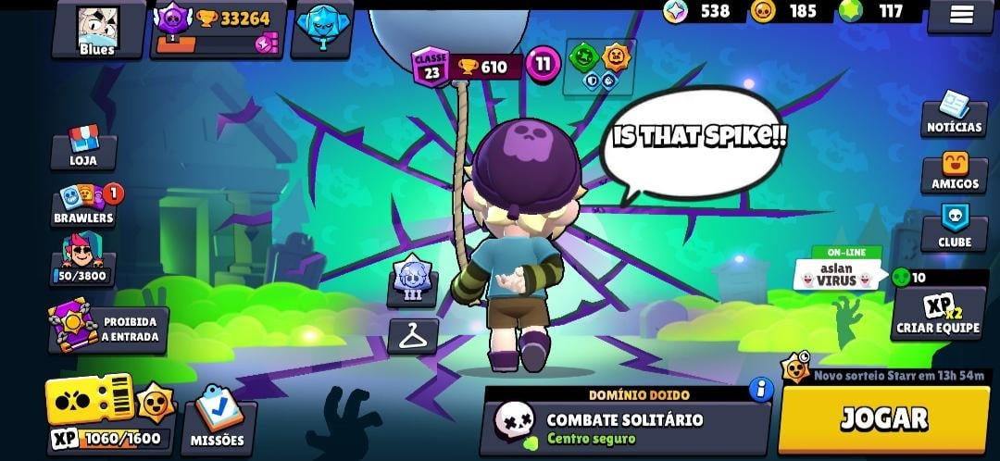 Blues
33264
1
1
538
185
117
CLASSE
23
610
11
IS THAT SPIKE!!
LOJA
1
BRAWLERS
50/3800
PROIBIDA
A ENTRADA
III
NOTÍCIAS
AMIGOS
CLUBE
ON-LINE
aslan
VIRUS
10
XP
X2
CRIAR EQUIPE
XP
1060/1600
MISSÕES
DOMÍNIO DOIDO
i
COMBATE SOLITÁRIO
Centro seguro
Novo sorteio Starr em 13h 54m
JOGAR